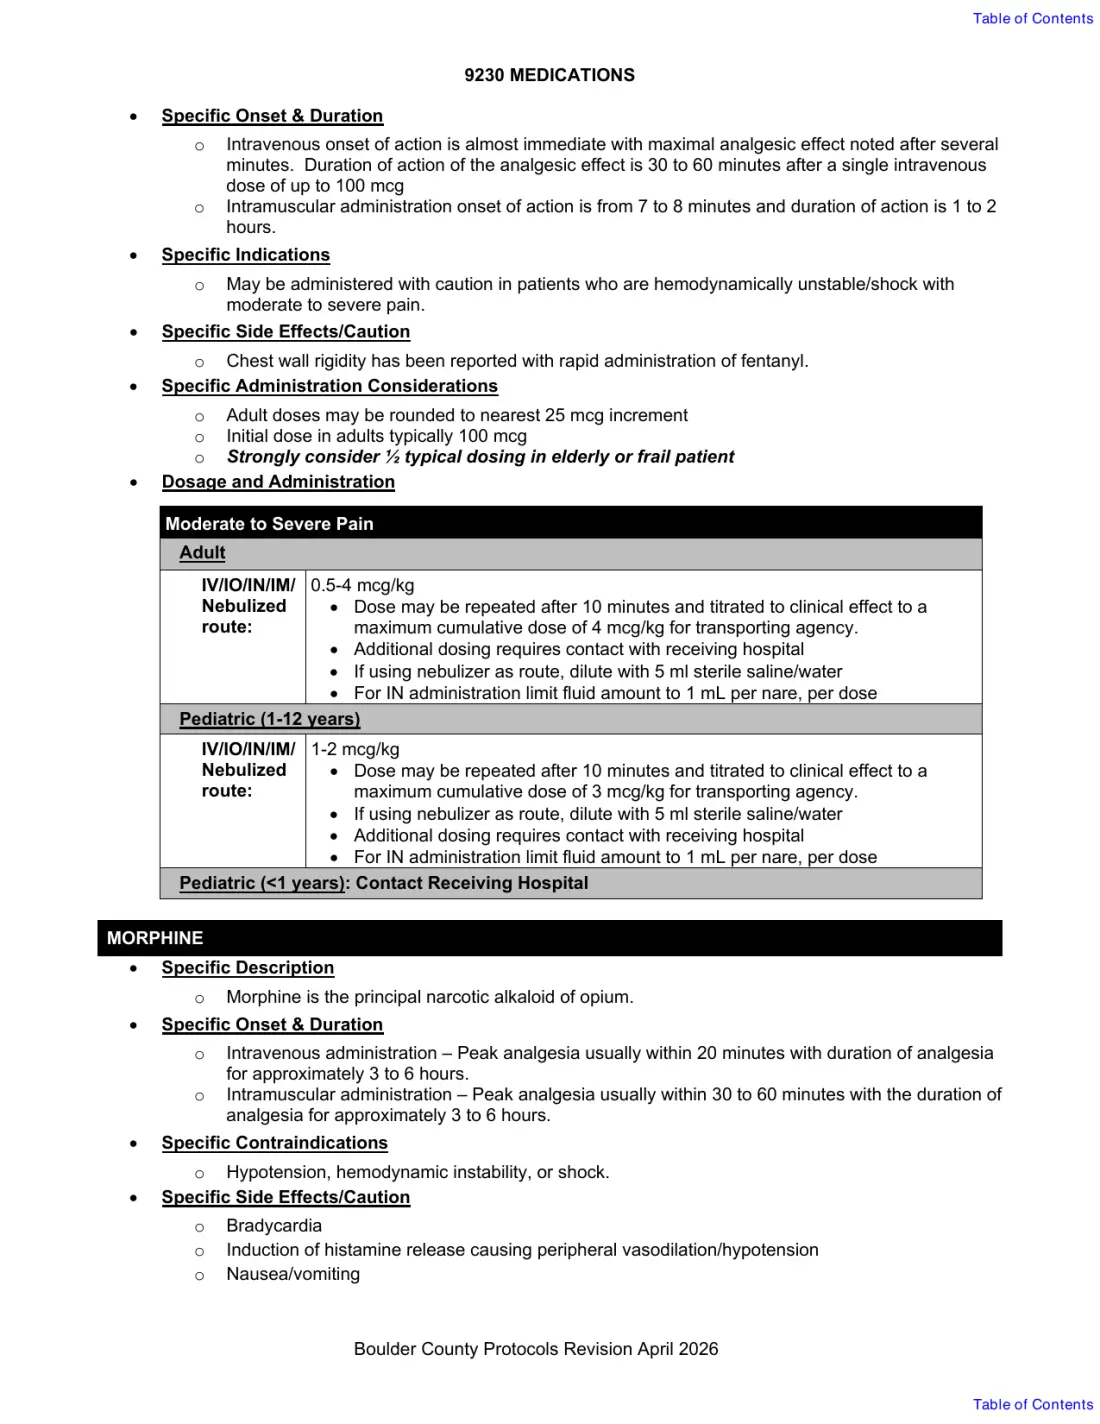 Table of Contents
9230 MEDICATIONS
• Specific Onset & Duration
o Intravenous onset of action is almost immediate with maximal analgesic effect noted after several
minutes.  Duration of action of the analgesic effect is 30 to 60 minutes after a single intravenous
dose of up to 100 mcg
o Intramuscular administration onset of action is from 7 to 8 minutes and duration of action is 1 to 2
hours.
• Specific Indications
o May be administered with caution in patients who are hemodynamically unstable/shock with
moderate to severe pain.
• Specific Side Effects/Caution
o Chest wall rigidity has been reported with rapid administration of fentanyl.
• Specific Administration Considerations
o Adult doses may be rounded to nearest 25 mcg increment
o Initial dose in adults typically 100 mcg
o Strongly consider ½ typical dosing in elderly or frail patient
• Dosage and Administration
Moderate to Severe Pain
Adult
IV/IO/IN/IM/ 0.5-4 mcg/kg
Nebulized • Dose may be repeated after 10 minutes and titrated to clinical effect to a
route: maximum cumulative dose of 4 mcg/kg for transporting agency.
• Additional dosing requires contact with receiving hospital
• If using nebulizer as route, dilute with 5 ml sterile saline/water
• For IN administration limit fluid amount to 1 mL per nare, per dose
Pediatric (1-12 years)
IV/IO/IN/IM/ 1-2 mcg/kg
Nebulized • Dose may be repeated after 10 minutes and titrated to clinical effect to a
route: maximum cumulative dose of 3 mcg/kg for transporting agency.
• If using nebulizer as route, dilute with 5 ml sterile saline/water
• Additional dosing requires contact with receiving hospital
• For IN administration limit fluid amount to 1 mL per nare, per dose
Pediatric (<1 years): Contact Receiving Hospital
MORPHINE
• Specific Description
o Morphine is the principal narcotic alkaloid of opium.
• Specific Onset & Duration
o Intravenous administration – Peak analgesia usually within 20 minutes with duration of analgesia
for approximately 3 to 6 hours.
o Intramuscular administration – Peak analgesia usually within 30 to 60 minutes with the duration of
analgesia for approximately 3 to 6 hours.
• Specific Contraindications
o Hypotension, hemodynamic instability, or shock.
• Specific Side Effects/Caution
o Bradycardia
o Induction of histamine release causing peripheral vasodilation/hypotension
o Nausea/vomiting
Boulder County Protocols Revision April 2026
Table of Contents